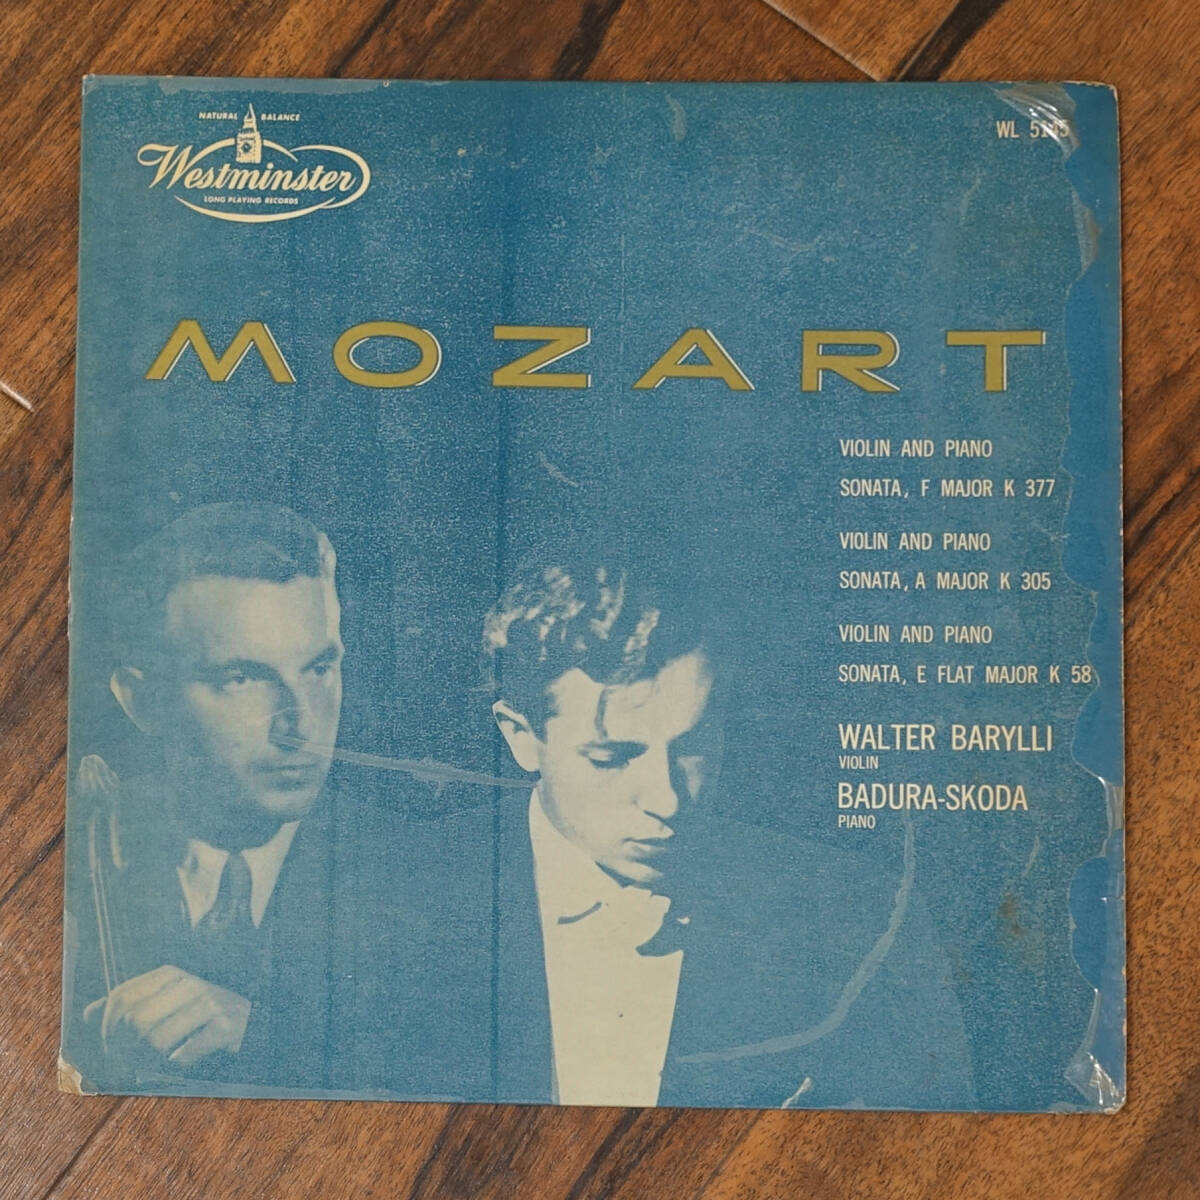 NATURAL BALANCE
Westminster
LONG PLAYING RECORDS
WL 5145
MOZART
VIOLIN AND PIANO
SONATA, F MAJOR K 377
VIOLIN AND PIANO
SONATA, A MAJOR K 305
VIOLIN AND PIANO
SONATA, E FLAT MAJOR K 58
WALTER BARYLLI
VIOLIN
BADURA-SKODA
PIANO